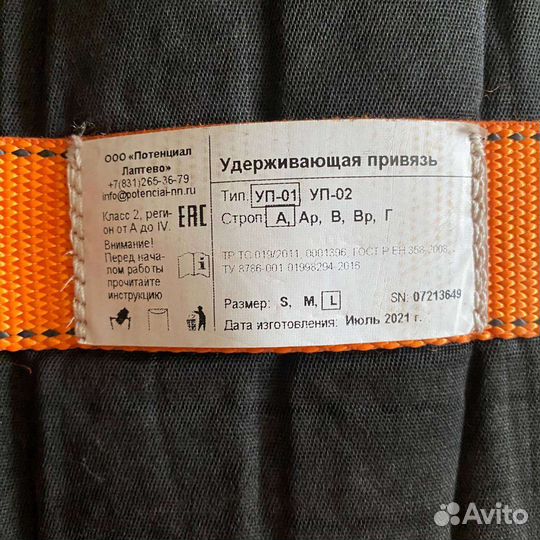 ООО «Потенциал
Лаптево»
+7(831)265-36-79
info@potencial-nn.ru
Класс 2, реги-
он от А до IV.
Внимание!
Перед нача-
лом работы
прочитайте
инструкцию
EAC
Удерживающая привязь
Тип: УП-01, УП-02
Строп: А, Ар, В, Вр, Г
ТР ТС 019/2011, 0001396, ГОСТ Р ЕН 358-2008,
ТУ 8786-001-01998294-2016
Размер: S, M, L
SN: 07213649
Дата изготовления: Июль 2021 г.
Avito